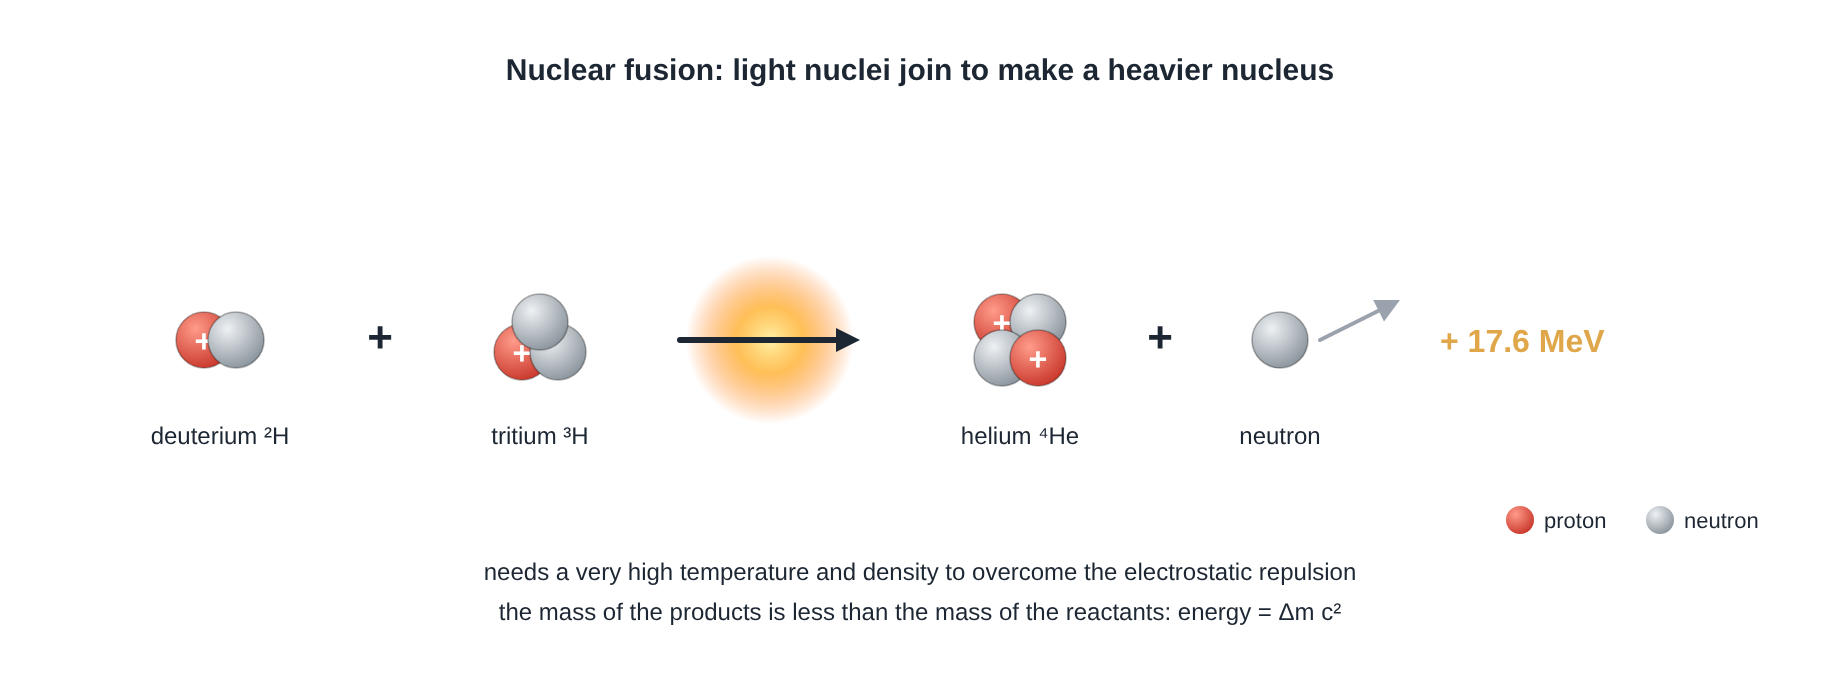 Nuclear fusion: light nuclei join to make a heavier nucleus
+ + + + + + + 17.6 MeV
deuterium ²H tritium ³H helium ⁴He neutron
proton neutron
needs a very high temperature and density to overcome the electrostatic repulsion
the mass of the products is less than the mass of the reactants: energy = Δm c²